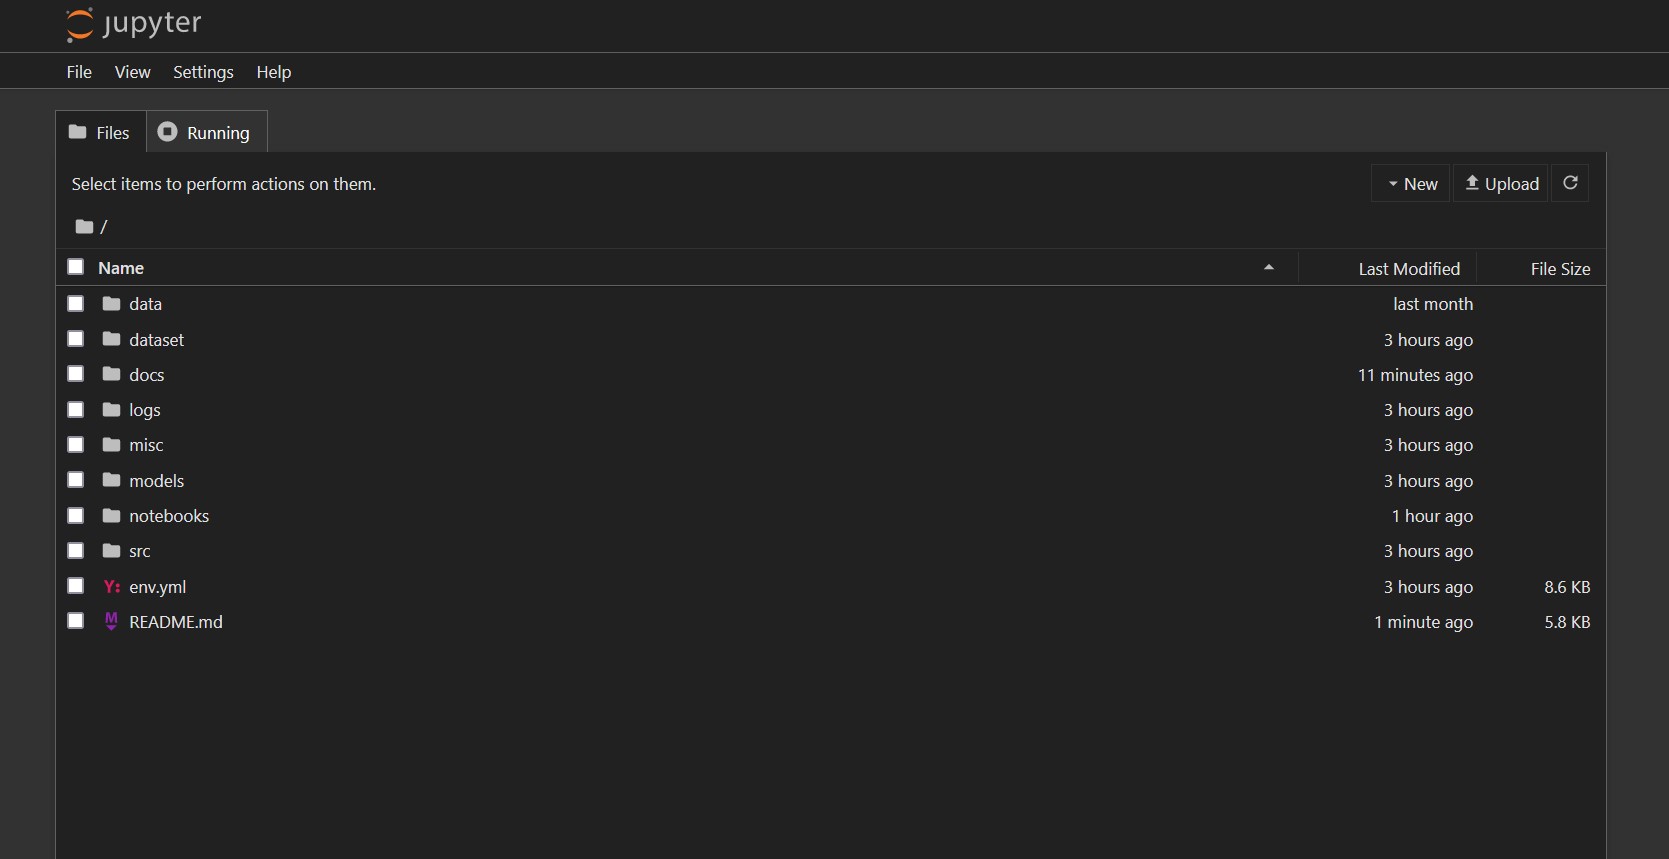 jupyter
File View Settings Help
Files Running
Select items to perform actions on them.
New Upload
/
Name Last Modified File Size
data last month
dataset 3 hours ago
docs 11 minutes ago
logs 3 hours ago
misc 3 hours ago
models 3 hours ago
notebooks 1 hour ago
src 3 hours ago
Y: env.yml 3 hours ago 8.6 KB
M README.md 1 minute ago 5.8 KB